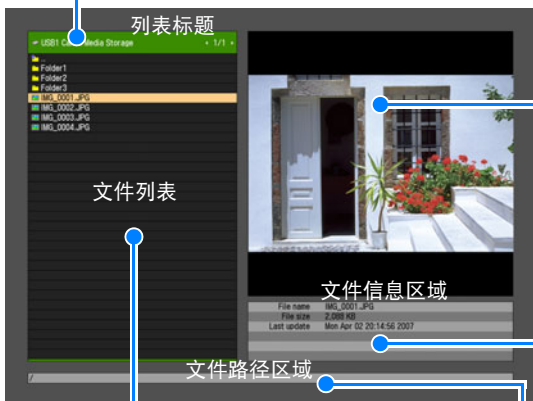 列表标题
USB1 Media Storage 1/1
..
Folder1
Folder2
Folder3
IMG_0001.JPG
IMG_0002.JPG
IMG_0003.JPG
IMG_0004.JPG
文件列表
文件信息区域
File name IMG_0001.JPG
File size 2,088 KB
Last update Mon Apr 02 20:14:56 2007
文件路径区域
/